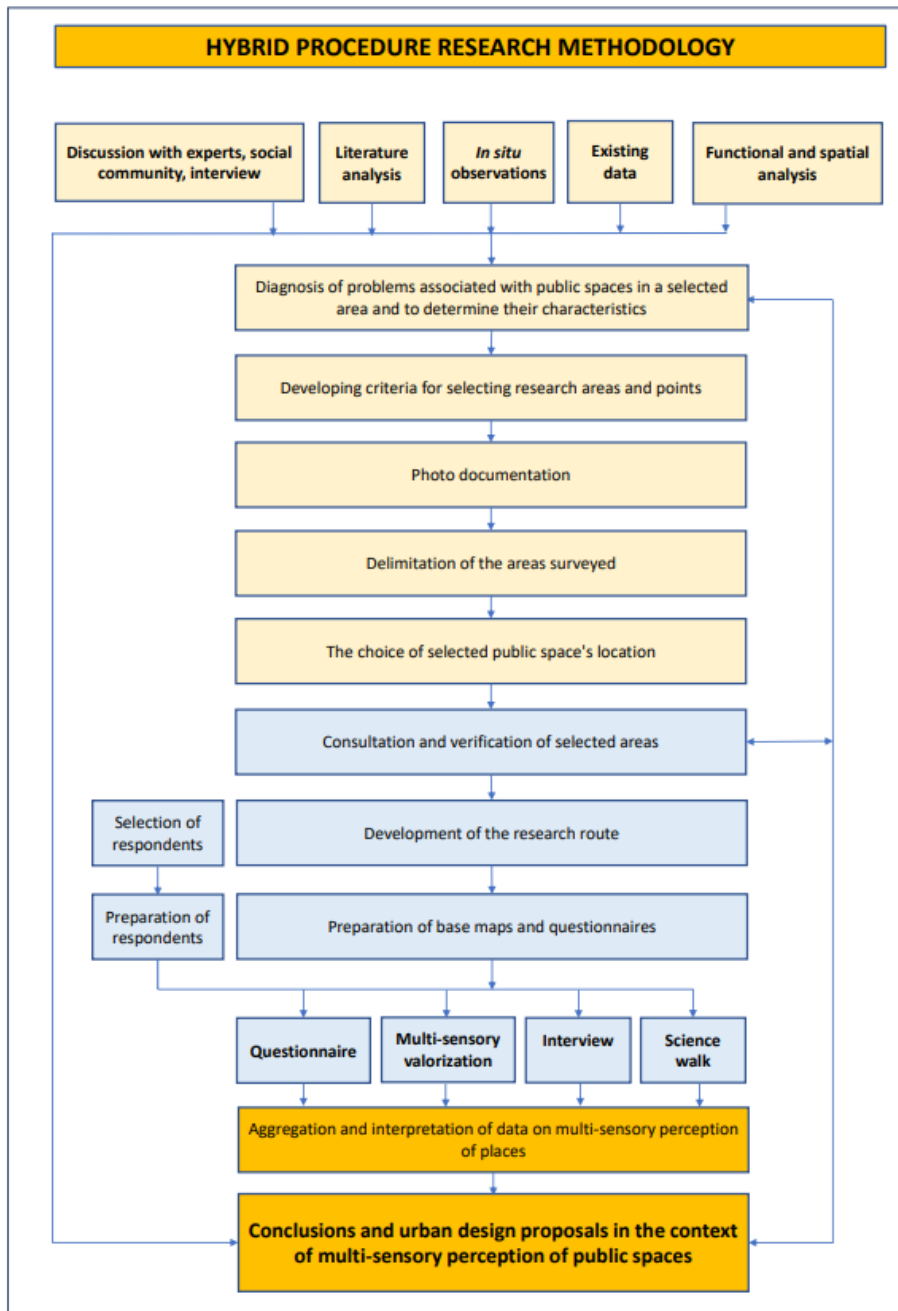 HYBRID PROCEDURE RESEARCH METHODOLOGY
Discussion with experts, social
community, interview
Literature
analysis
In situ
observations
Existing
data
Functional and spatial
analysis
Diagnosis of problems associated with public spaces in a selected
area and to determine their characteristics
Developing criteria for selecting research areas and points
Photo documentation
Delimitation of the areas surveyed
The choice of selected public space's location
Consultation and verification of selected areas
Selection of
respondents
Development of the research route
Preparation of
respondents
Preparation of base maps and questionnaires
Questionnaire
Multi-sensory
valorization
Interview
Science
walk
Aggregation and interpretation of data on multi-sensory perception
of places
Conclusions and urban design proposals in the context
of multi-sensory perception of public spaces